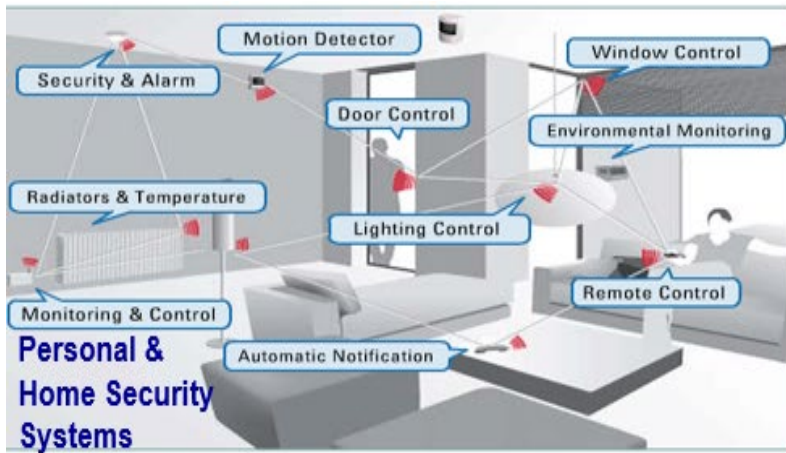 Motion Detector
Window Control
Security & Alarm
Door Control
Environmental Monitoring
Radiators & Temperature
Lighting Control
Remote Control
Monitoring & Control
Automatic Notification
Personal &
Home Security
Systems